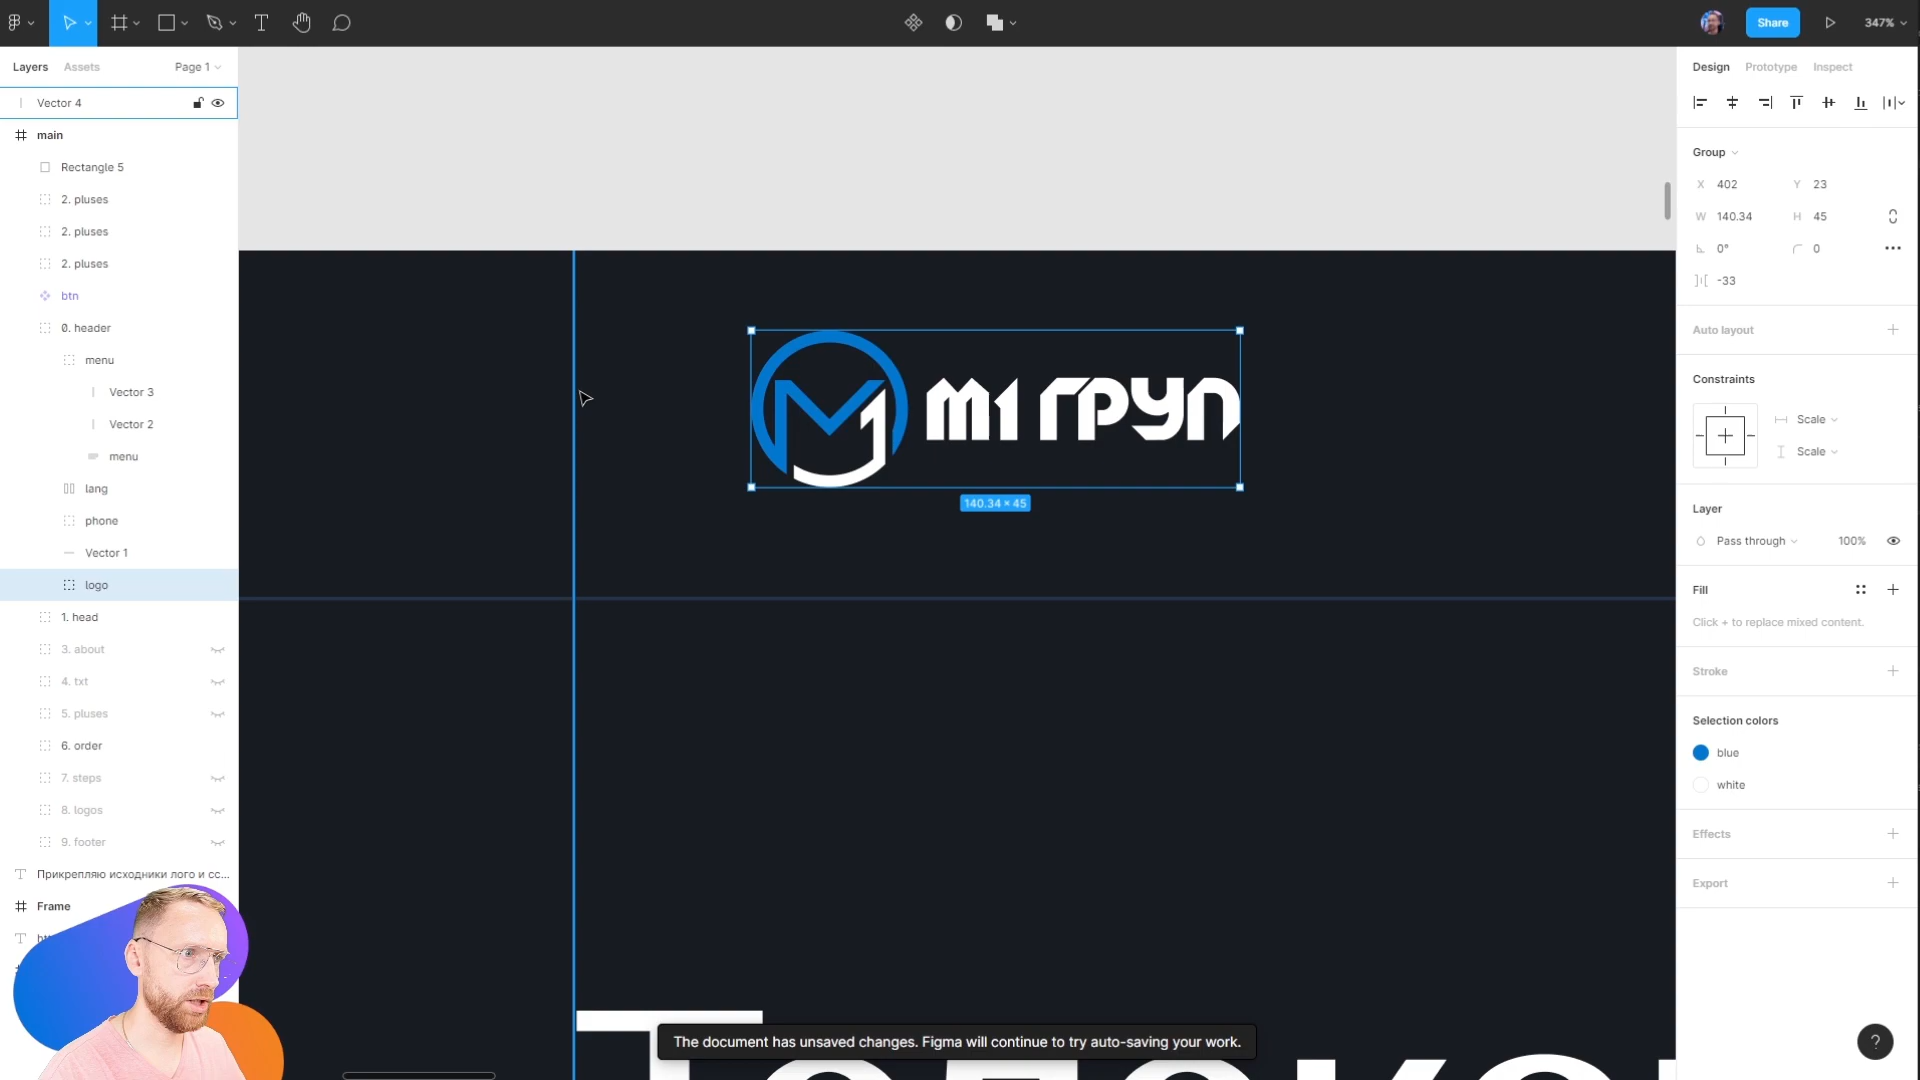 Share
347%
Layers
Assets
Page 1
Design
Prototype
Inspect
Vector 4
main
Rectangle 5
2. pluses
2. pluses
2. pluses
btn
0. header
menu
Vector 3
Vector 2
menu
lang
phone
Vector 1
logo
1. head
3. about
4. txt
5. pluses
6. order
7. steps
8. logos
9. footer
Прикрепляю исходники лого и сс...
Frame
М1 ГРУП
140.34 × 45
The document has unsaved changes. Figma will continue to try auto-saving your work.
Group
X 402 Y 23
W 140.34 H 45
0° 0
-33
Auto layout
Constraints
Scale
Scale
Layer
Pass through 100%
Fill
Click + to replace mixed content.
Stroke
Selection colors
blue
white
Effects
Export
?